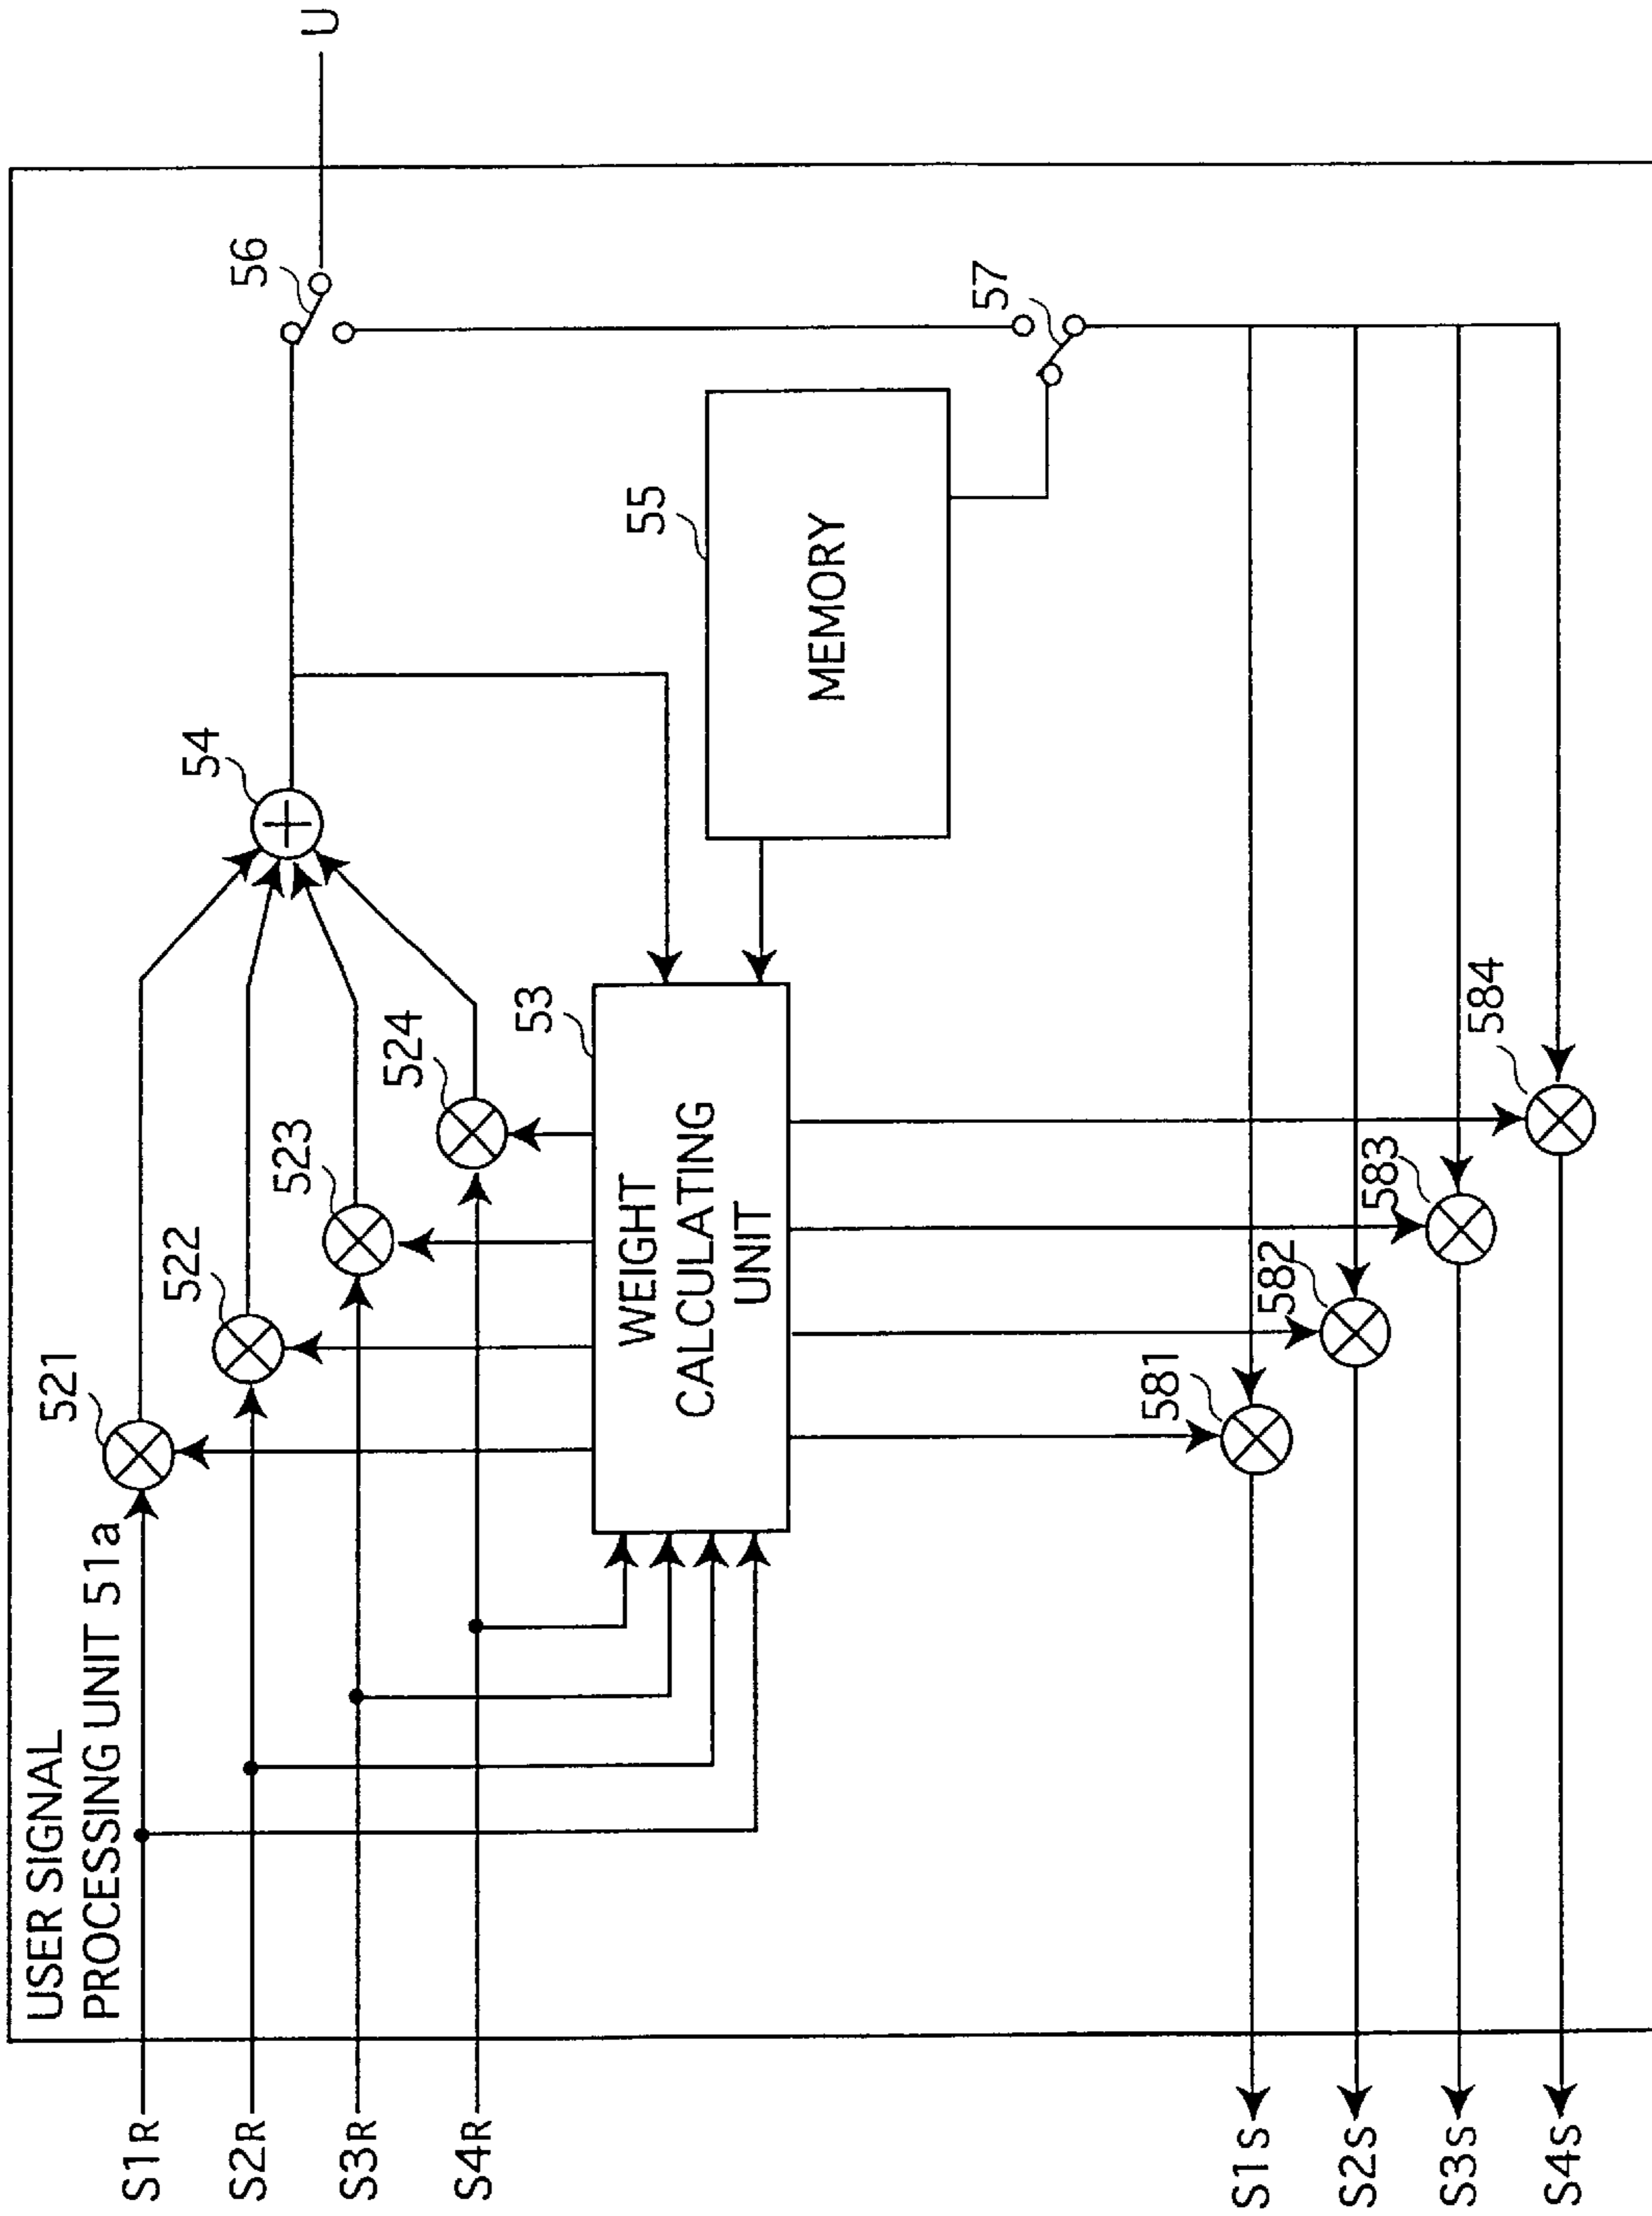 USER SIGNAL
PROCESSING UNIT 51a
S1R
S2R
S3R
S4R
521
522
523
524
54
56
U
53
WEIGHT
CALCULATING
UNIT
55
MEMORY
57
581
582
583
584
S1S
S2S
S3S
S4S